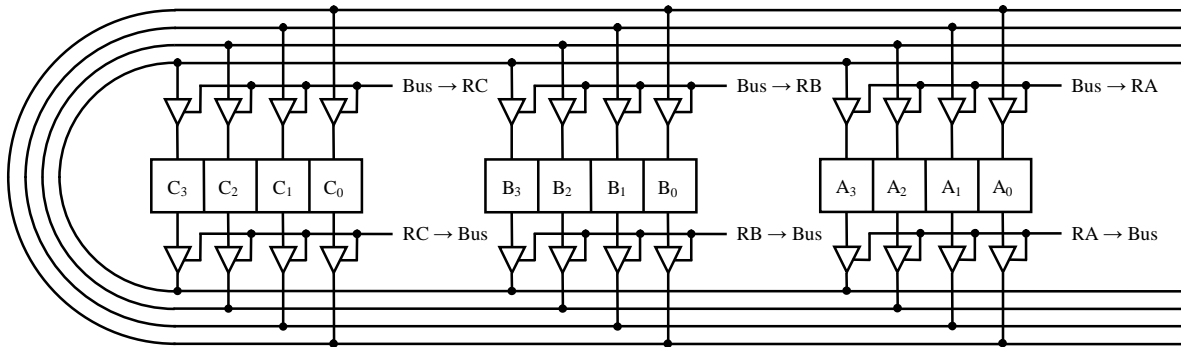 Bus → RC Bus → RB Bus → RA
C₃ C₂ C₁ C₀ B₃ B₂ B₁ B₀ A₃ A₂ A₁ A₀
RC → Bus RB → Bus RA → Bus